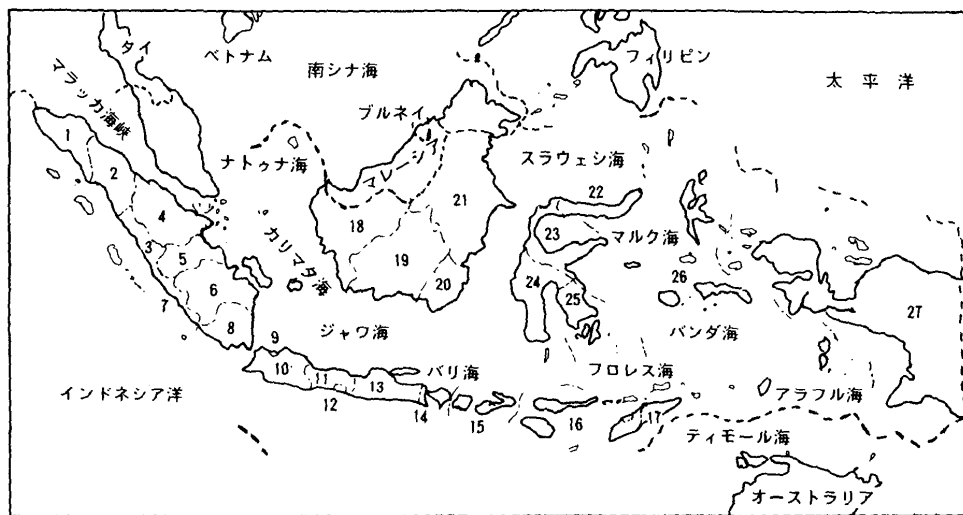 タイ
ベトナム
南シナ海
フィリピン
太平洋
マラッカ海峡
ブルネイ
マレーシア
ナトゥナ海
スラウェシ海
カリマタ海
マルク海
1
2
3
4
5
6
7
8
9
10
11
12
13
14
15
16
17
18
19
20
21
22
23
24
25
26
27
ジャワ海
バンダ海
バリ海
フロレス海
インドネシア洋
アラフル海
ティモール海
オーストラリア